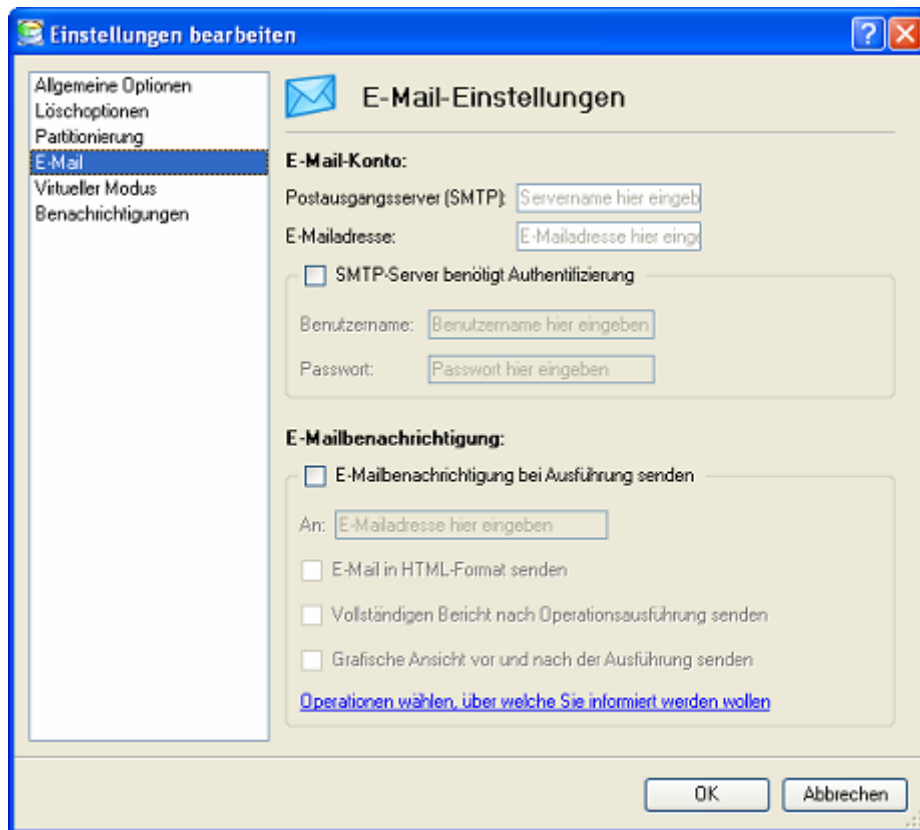 Einstellungen bearbeiten
Allgemeine Optionen
Löschoptionen
Partitionierung
E-Mail
Virtueller Modus
Benachrichtigungen
E-Mail-Einstellungen
E-Mail-Konto:
Postausgangsserver (SMTP): Servername hier eingeb
E-Mailadresse: E-Mailadresse hier einge
SMTP-Server benötigt Authentifizierung
Benutzername: Benutzername hier eingeben
Passwort: Passwort hier eingeben
E-Mailbenachrichtigung:
E-Mailbenachrichtigung bei Ausführung senden
An: E-Mailadresse hier eingeben
E-Mail in HTML-Format senden
Vollständigen Bericht nach Operationsausführung senden
Grafische Ansicht vor und nach der Ausführung senden
Operationen wählen, über welche Sie informiert werden wollen
OK Abbrechen